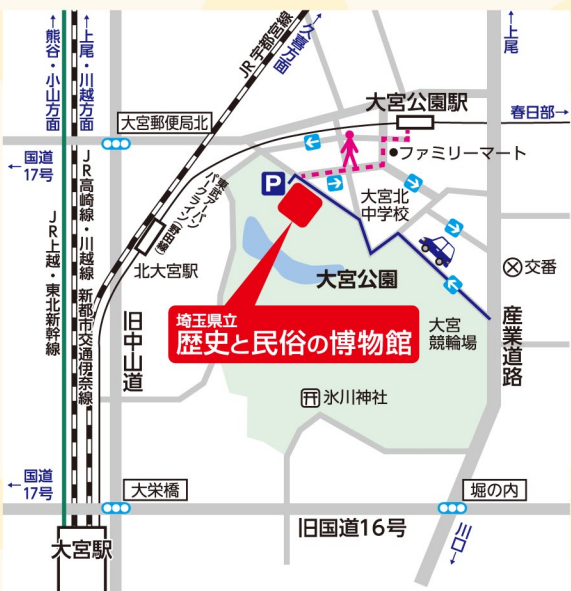 ←熊谷・小山方面
←上尾・川越方面
JR宇都宮線
←久喜方面
←上尾
大宮公園駅
春日部→
大宮郵便局北
←国道
17号
ファミリーマート
P
大宮北
中学校
JR高崎線・川越線
新都市交通伊奈線
JR上越・東北新幹線
東武アーバン
パークライン(野田線)
北大宮駅
旧中山道
大宮公園
交番
埼玉県立
歴史と民俗の博物館
大宮
競輪場
産業道路
氷川神社
←国道
17号
大栄橋
堀の内
旧国道16号
川口→
大宮駅